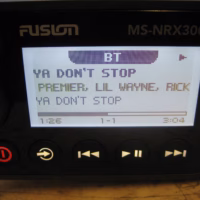 FUSION MS-NRX300
BT
YA DON'T STOP
PREMIER, LIL WAYNE, RICK
YA DON'T STOP
1:26 1-1 3:04